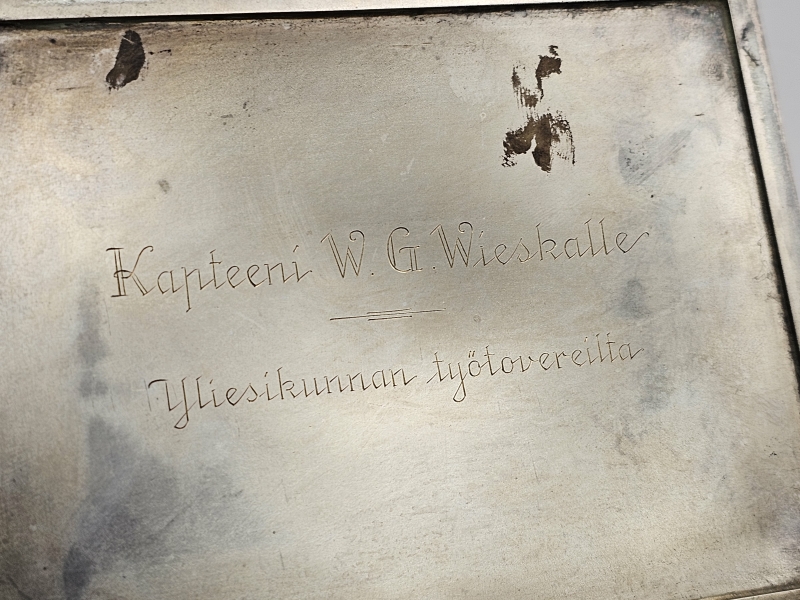 Kapteeni W. G. Wieskalle
Yliesikunnan työtovereilta